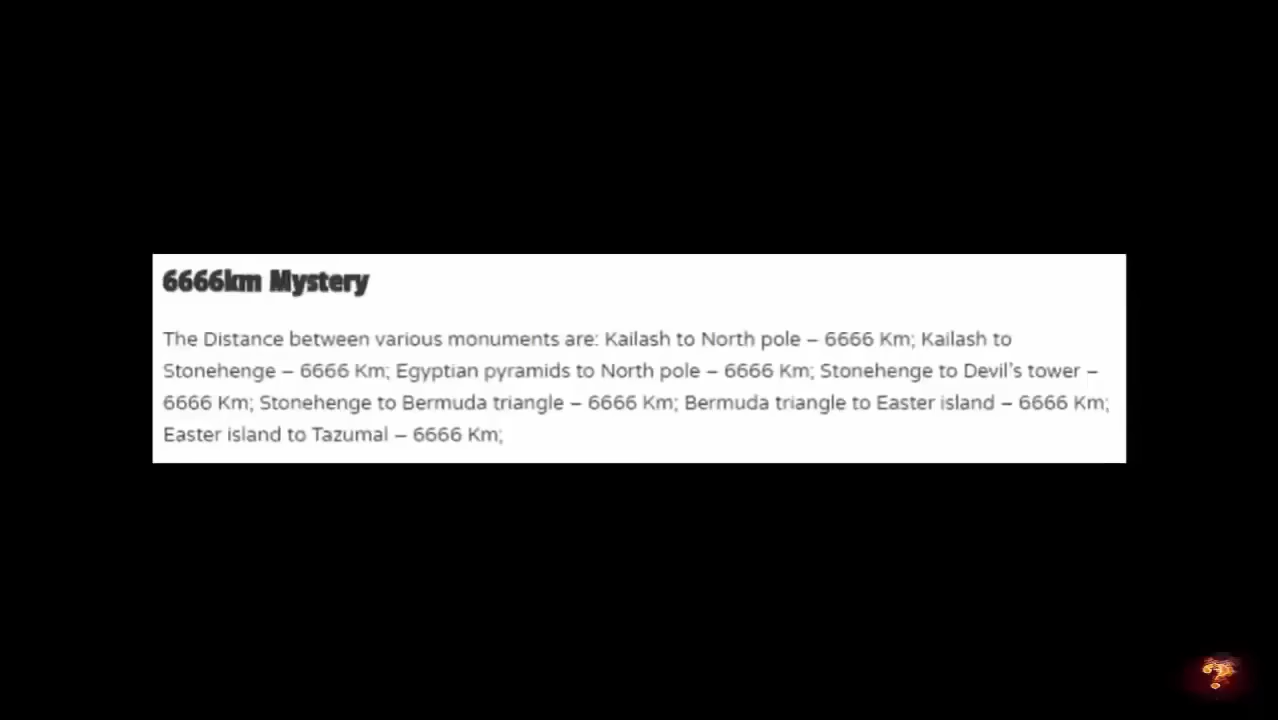 6666km Mystery
The Distance between various monuments are: Kailash to North pole – 6666 Km; Kailash to
Stonehenge – 6666 Km; Egyptian pyramids to North pole – 6666 Km; Stonehenge to Devil's tower –
6666 Km; Stonehenge to Bermuda triangle – 6666 Km; Bermuda triangle to Easter island – 6666 Km;
Easter island to Tazumal – 6666 Km;
?